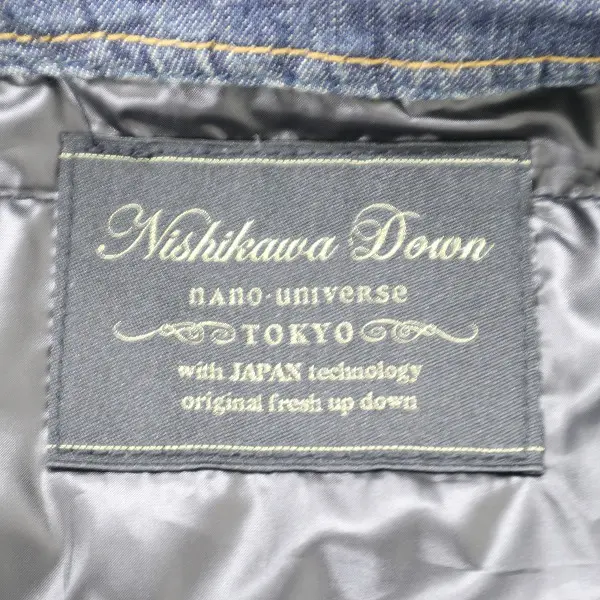 Nishikawa Down
nano·universe
TOKYO
with JAPAN technology
original fresh up down